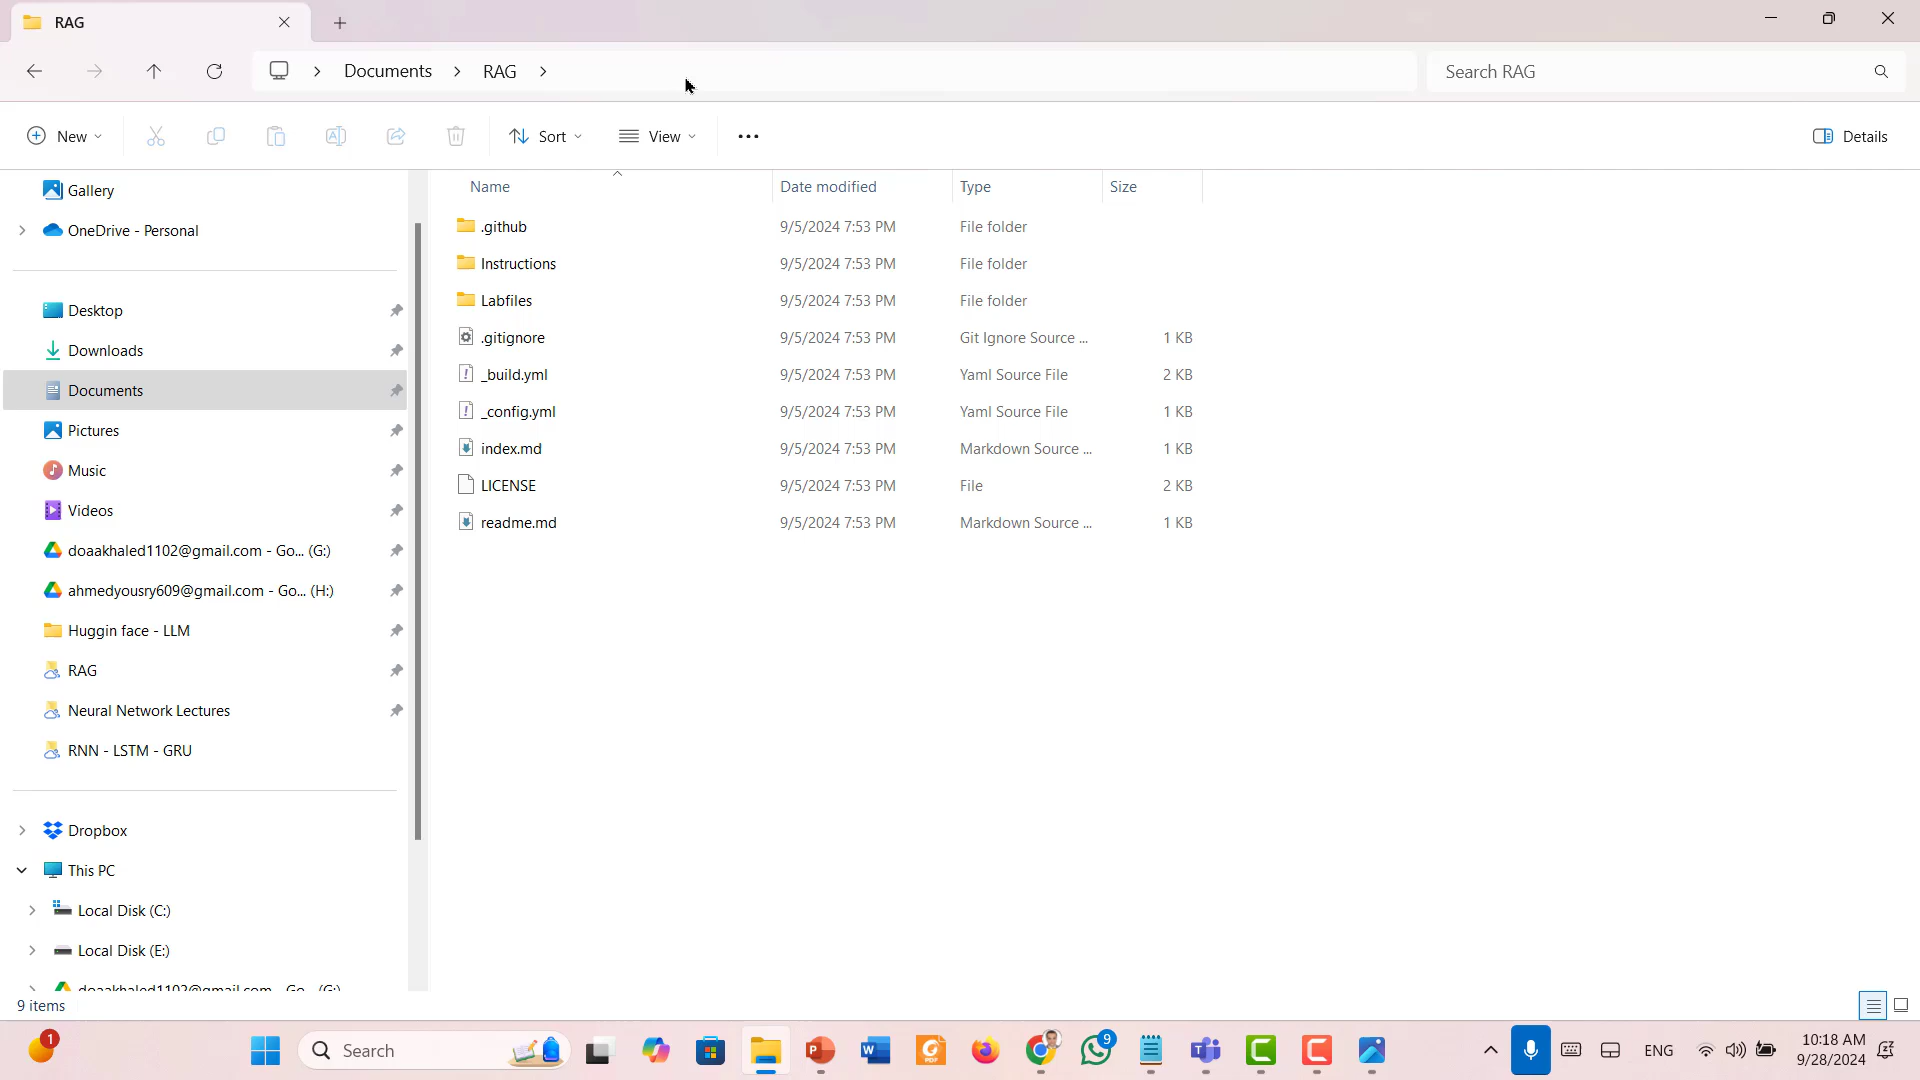 RAG
Documents
RAG
Search RAG
New
Sort
View
Details
Gallery
OneDrive - Personal
Desktop
Downloads
Documents
Pictures
Music
Videos
doaakhaled1102@gmail.com - Go... (G:)
ahmedyousry609@gmail.com - Go... (H:)
Huggin face - LLM
RAG
Neural Network Lectures
RNN - LSTM - GRU
Dropbox
This PC
Local Disk (C:)
Local Disk (E:)
doaakhaled1102@gmail.com - Go... (G:)
Name Date modified Type Size
.github 9/5/2024 7:53 PM File folder
Instructions 9/5/2024 7:53 PM File folder
Labfiles 9/5/2024 7:53 PM File folder
.gitignore 9/5/2024 7:53 PM Git Ignore Source ... 1 KB
_build.yml 9/5/2024 7:53 PM Yaml Source File 2 KB
_config.yml 9/5/2024 7:53 PM Yaml Source File 1 KB
index.md 9/5/2024 7:53 PM Markdown Source ... 1 KB
LICENSE 9/5/2024 7:53 PM File 2 KB
readme.md 9/5/2024 7:53 PM Markdown Source ... 1 KB
9 items
1
Search
9
ENG
10:18 AM
9/28/2024